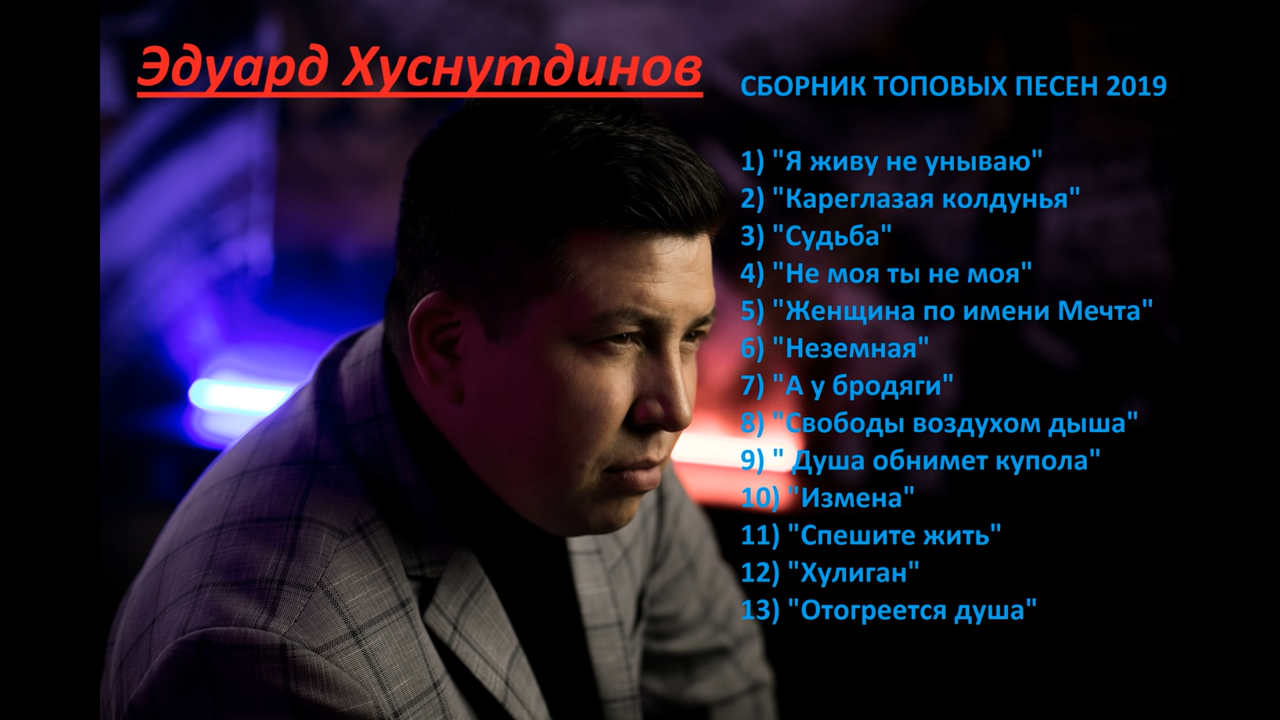 Эдуард Хуснутдинов
СБОРНИК ТОПОВЫХ ПЕСЕН 2019
1) "Я живу не унываю"
2) "Кареглазая колдунья"
3) "Судьба"
4) "Не моя ты не моя"
5) "Женщина по имени Мечта"
6) "Неземная"
7) "А у бродяги"
8) "Свободы воздухом дыша"
9) " Душа обнимет купола"
10) "Измена"
11) "Спешите жить"
12) "Хулиган"
13) "Отогреется душа"